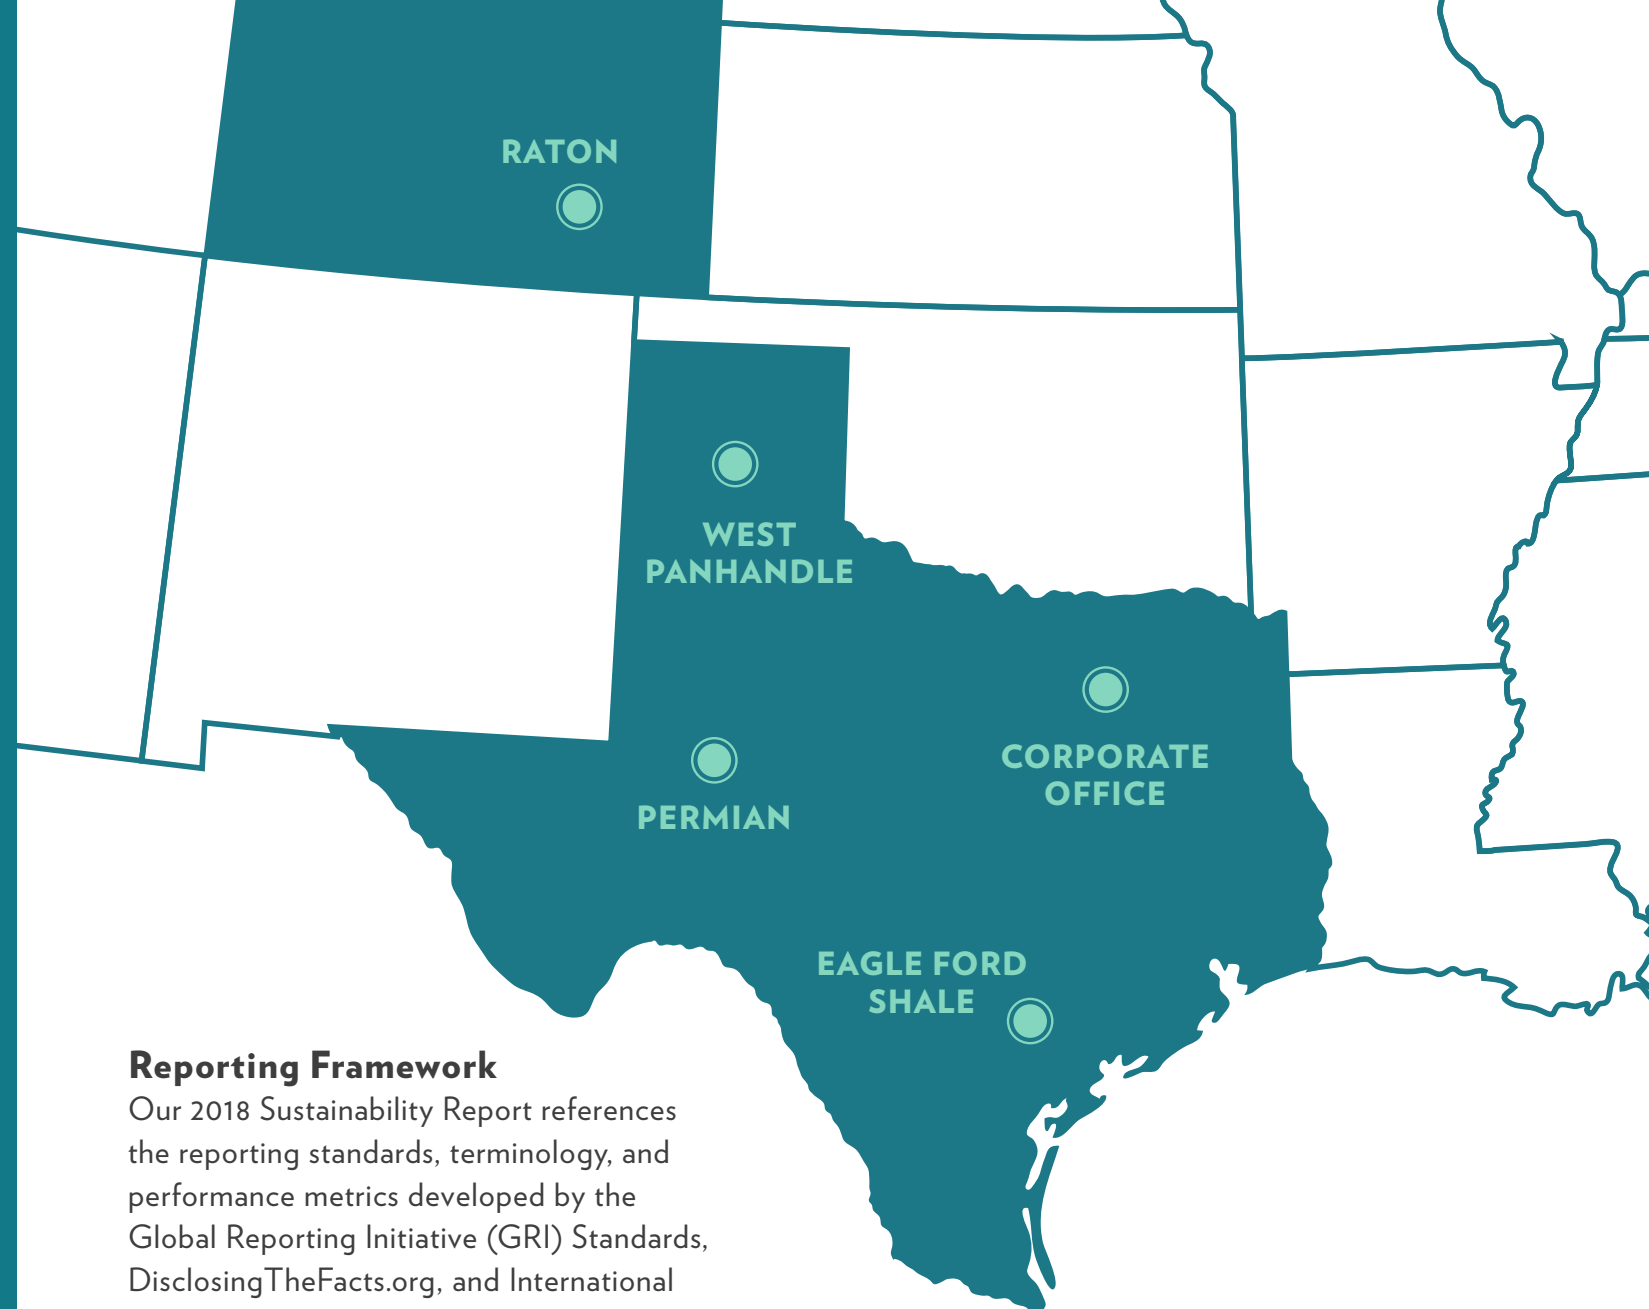 RATON
WEST
PANHANDLE
CORPORATE
OFFICE
PERMIAN
EAGLE FORD
SHALE
Reporting Framework
Our 2018 Sustainability Report references
the reporting standards, terminology, and
performance metrics developed by the
Global Reporting Initiative (GRI) Standards,
DisclosingTheFacts.org, and International